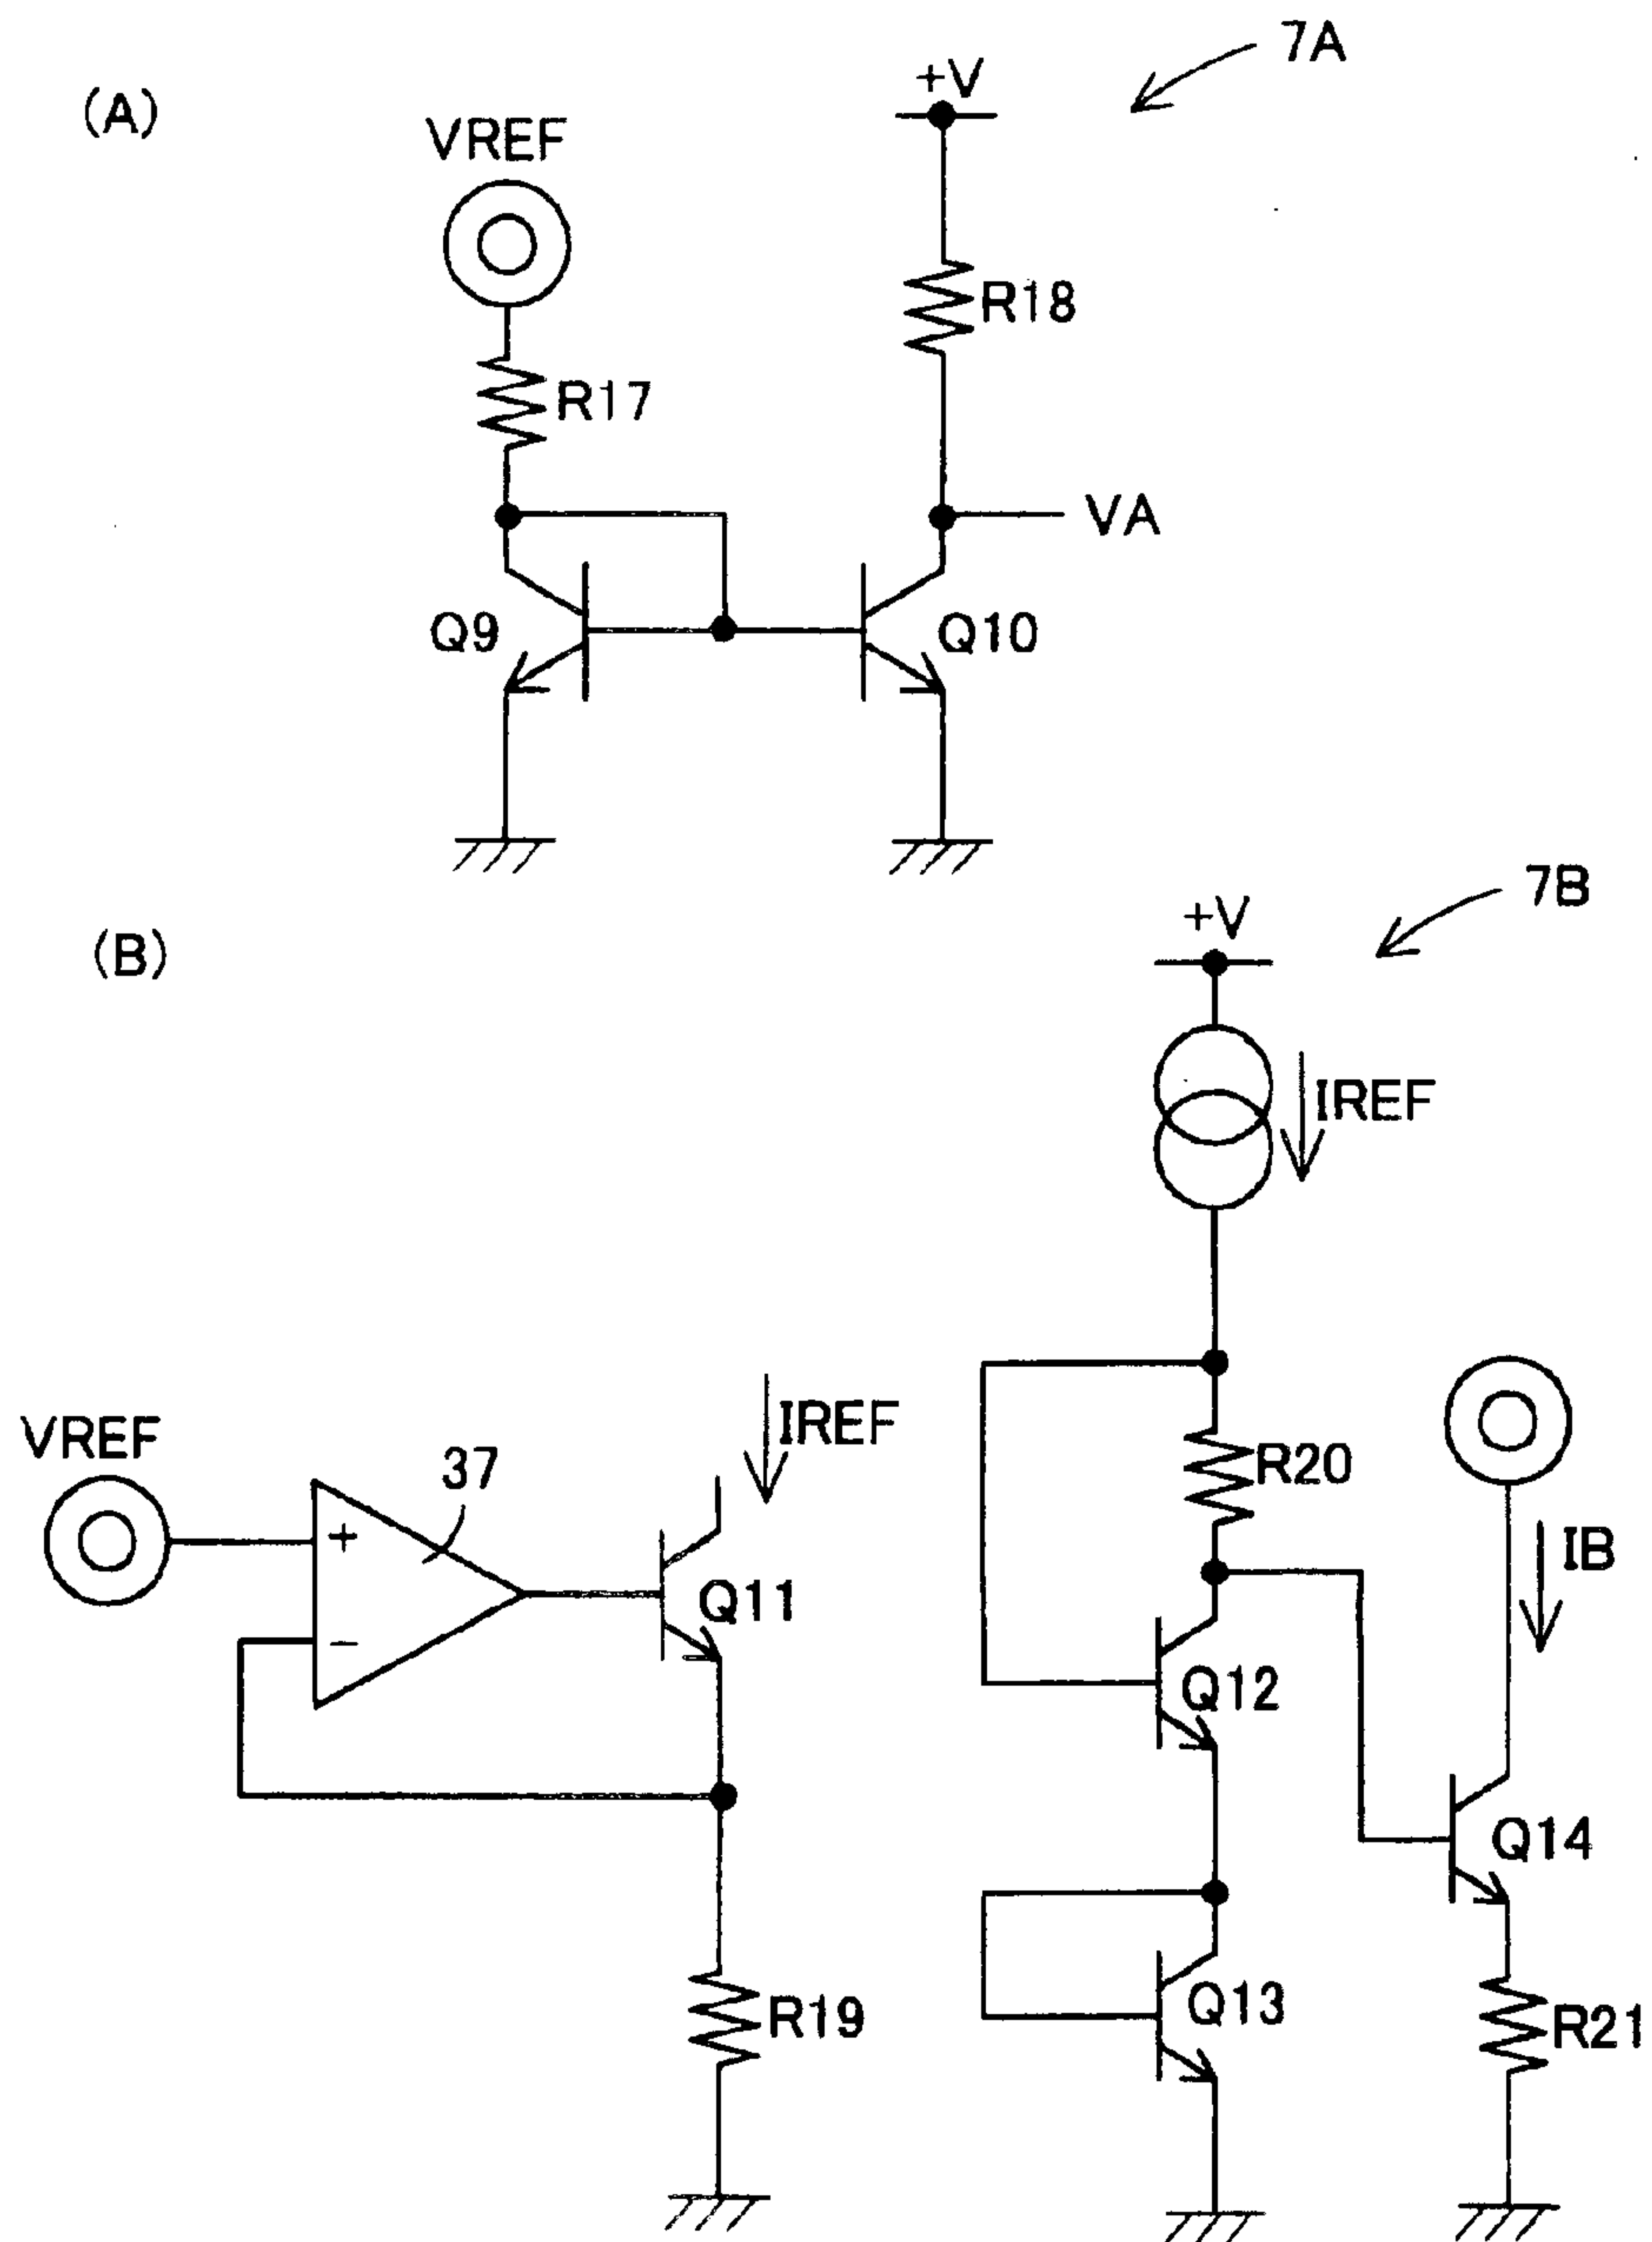 7A
(A)
+V
VREF
R18
R17
VA
Q9
Q10
7B
(B)
+V
IREF
IREF
VREF
37
R20
+
IB
Q11
−
Q12
Q14
Q13
R19
R21